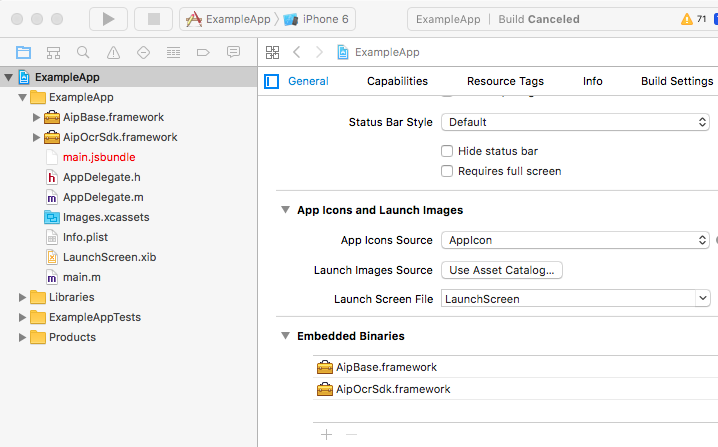 ExampleApp iPhone 6 ExampleApp Build Canceled 71
ExampleApp
General Capabilities Resource Tags Info Build Settings
ExampleApp
ExampleApp
AipBase.framework
AipOcrSdk.framework
main.jsbundle
AppDelegate.h
AppDelegate.m
Images.xcassets
Info.plist
LaunchScreen.xib
main.m
Libraries
ExampleAppTests
Products
Status Bar Style Default
Hide status bar
Requires full screen
App Icons and Launch Images
App Icons Source AppIcon
Launch Images Source Use Asset Catalog...
Launch Screen File LaunchScreen
Embedded Binaries
AipBase.framework
AipOcrSdk.framework